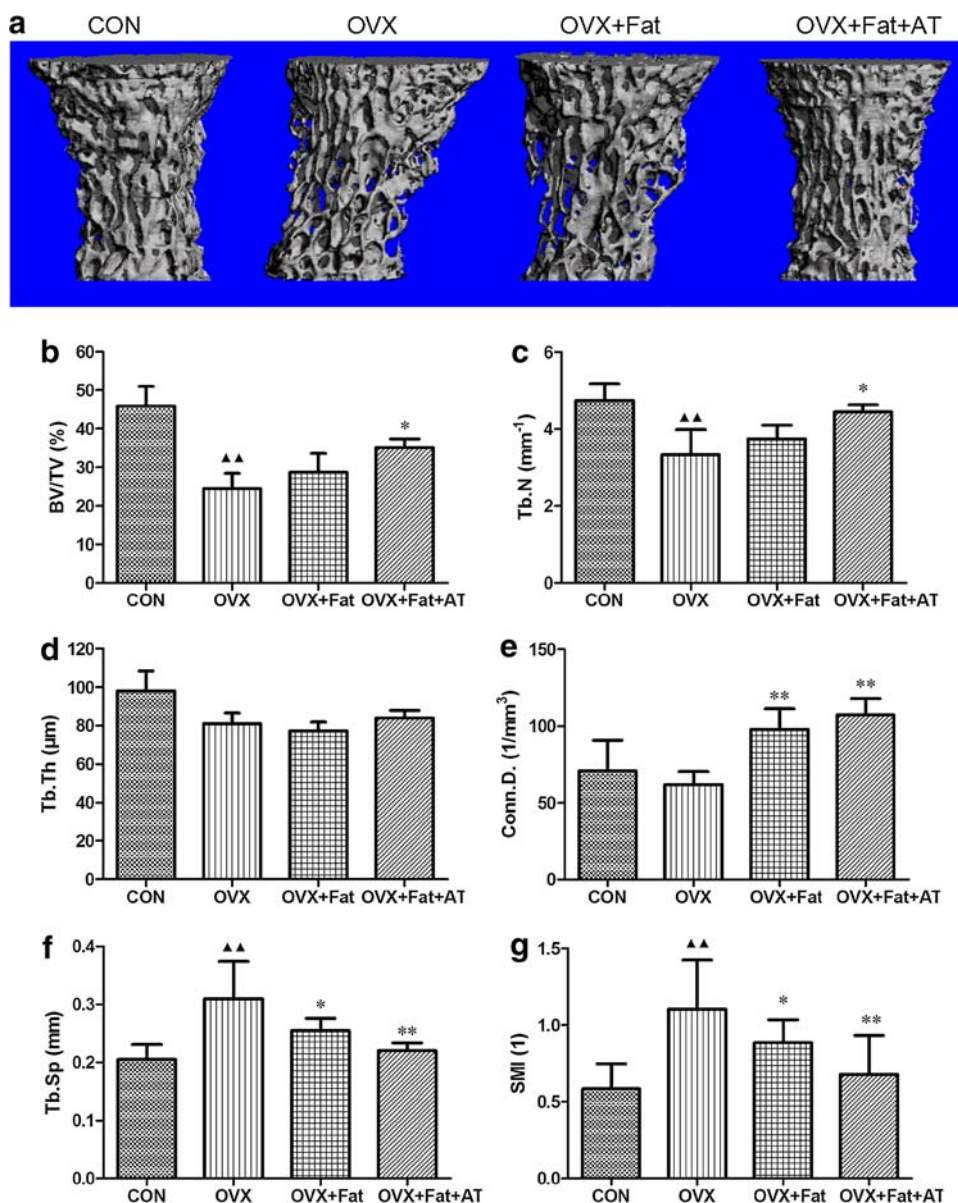 a
CON OVX OVX+Fat OVX+Fat+AT
b
BV/TV (%)
60
50
40
30
20
10
0
▲▲
*
CON OVX OVX+Fat OVX+Fat+AT
c
Tb.N (mm⁻¹)
6
4
2
0
▲▲
*
CON OVX OVX+Fat OVX+Fat+AT
d
Tb.Th (µm)
120
100
80
60
40
20
0
CON OVX OVX+Fat OVX+Fat+AT
e
Conn.D. (1/mm³)
150
100
50
0
**
**
CON OVX OVX+Fat OVX+Fat+AT
f
Tb.Sp (mm)
0.4
0.3
0.2
0.1
0.0
▲▲
*
**
CON OVX OVX+Fat OVX+Fat+AT
g
SMI (1)
1.5
1.0
0.5
0.0
▲▲
*
**
CON OVX OVX+Fat OVX+Fat+AT